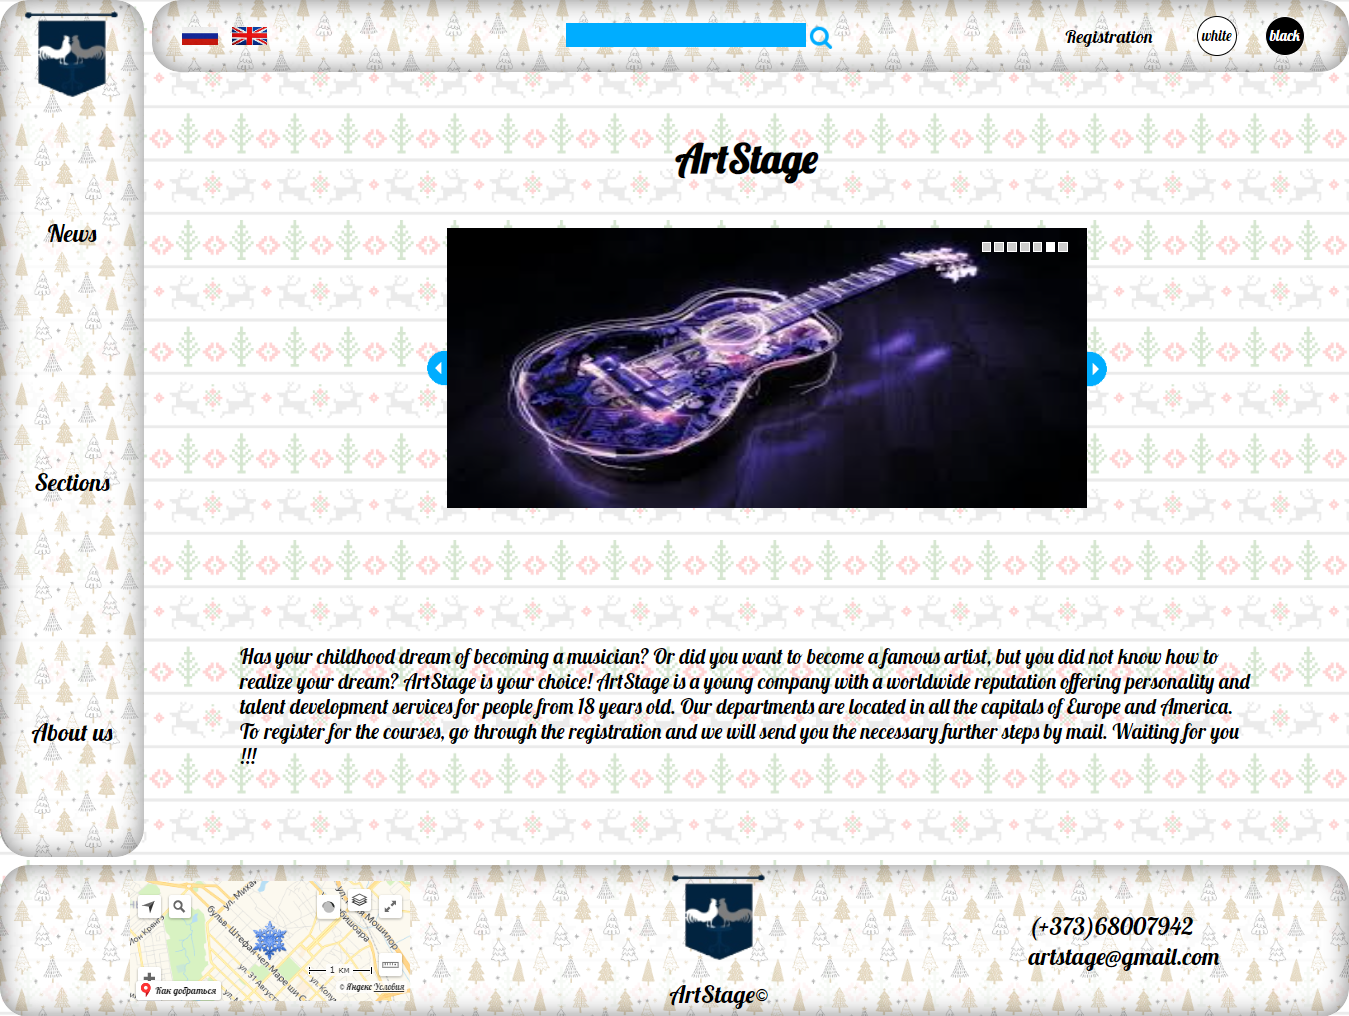 Registration
white
black
ArtStage
News
Sections
About us
Has your childhood dream of becoming a musician? Or did you want to become a famous artist, but you did not know how to
realize your dream? ArtStage is your choice! ArtStage is a young company with a worldwide reputation offering personality and
talent development services for people from 18 years old. Our departments are located in all the capitals of Europe and America.
To register for the courses, go through the registration and we will send you the necessary further steps by mail. Waiting for you
!!!
ул. Миха
бульв. Штефан чел Маре ши С
ул. 31 Август
ул. Колу
1 км
Как добраться
© Яндекс Условия
ArtStage©
(+373)68007942
artstage@gmail.com